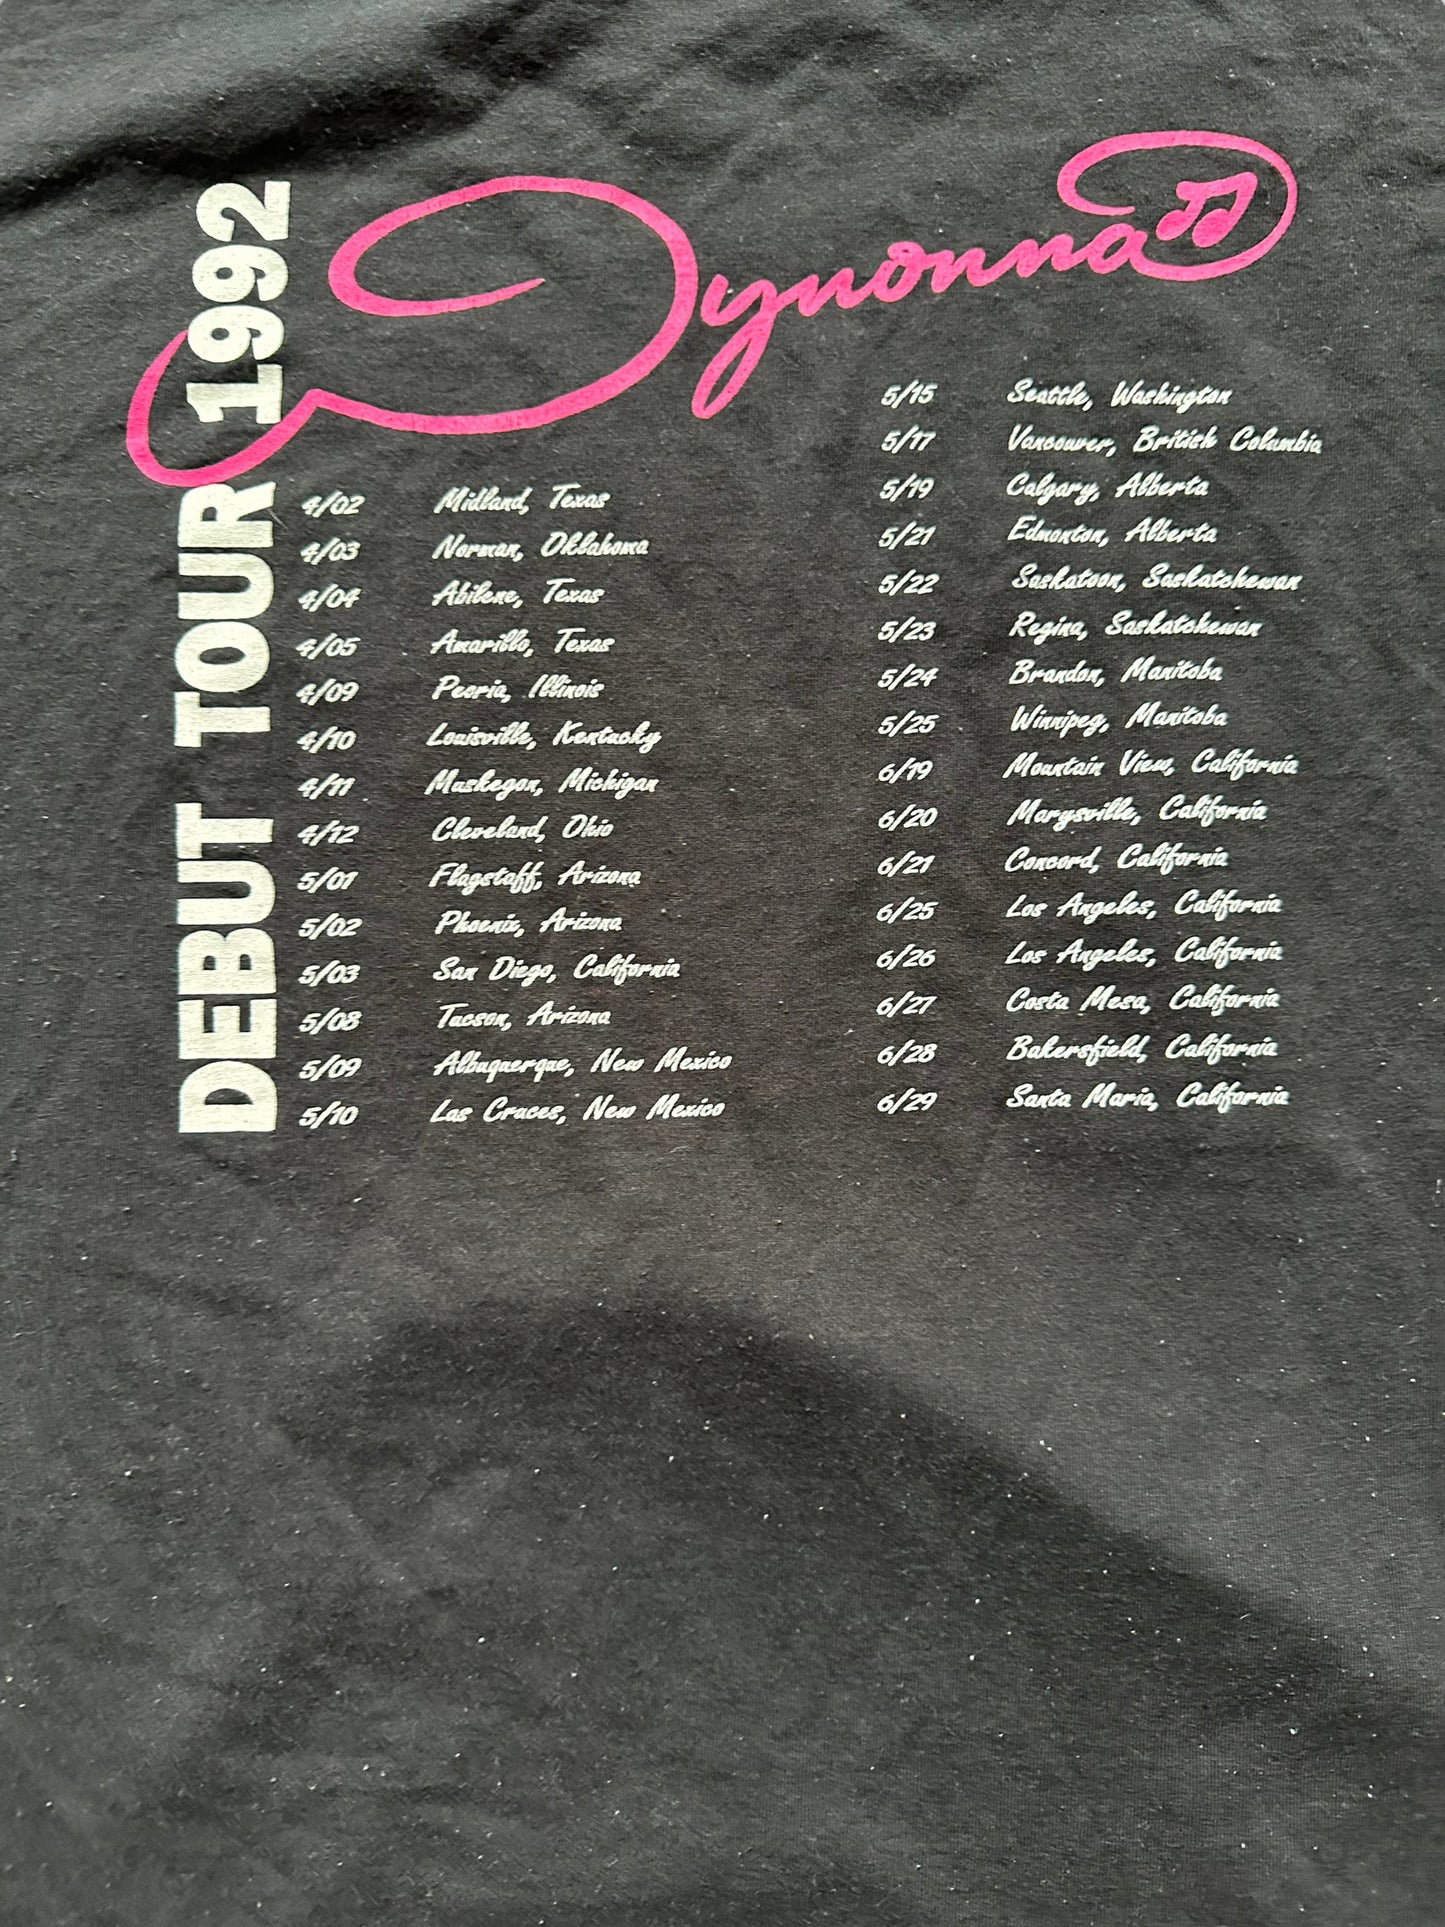 Wynonna
DEBUT TOUR 1992
4/02 Midland, Texas
4/03 Norman, Oklahoma
4/04 Abilene, Texas
4/05 Amarillo, Texas
4/09 Peoria, Illinois
4/10 Louisville, Kentucky
4/11 Muskegon, Michigan
4/12 Cleveland, Ohio
5/01 Flagstaff, Arizona
5/02 Phoenix, Arizona
5/03 San Diego, California
5/08 Tucson, Arizona
5/09 Albuquerque, New Mexico
5/10 Las Cruces, New Mexico
5/15 Seattle, Washington
5/17 Vancouver, British Columbia
5/19 Calgary, Alberta
5/21 Edmonton, Alberta
5/22 Saskatoon, Saskatchewan
5/23 Regina, Saskatchewan
5/24 Brandon, Manitoba
5/25 Winnipeg, Manitoba
6/19 Mountain View, California
6/20 Marysville, California
6/21 Concord, California
6/25 Los Angeles, California
6/26 Los Angeles, California
6/27 Costa Mesa, California
6/28 Bakersfield, California
6/29 Santa Maria, California